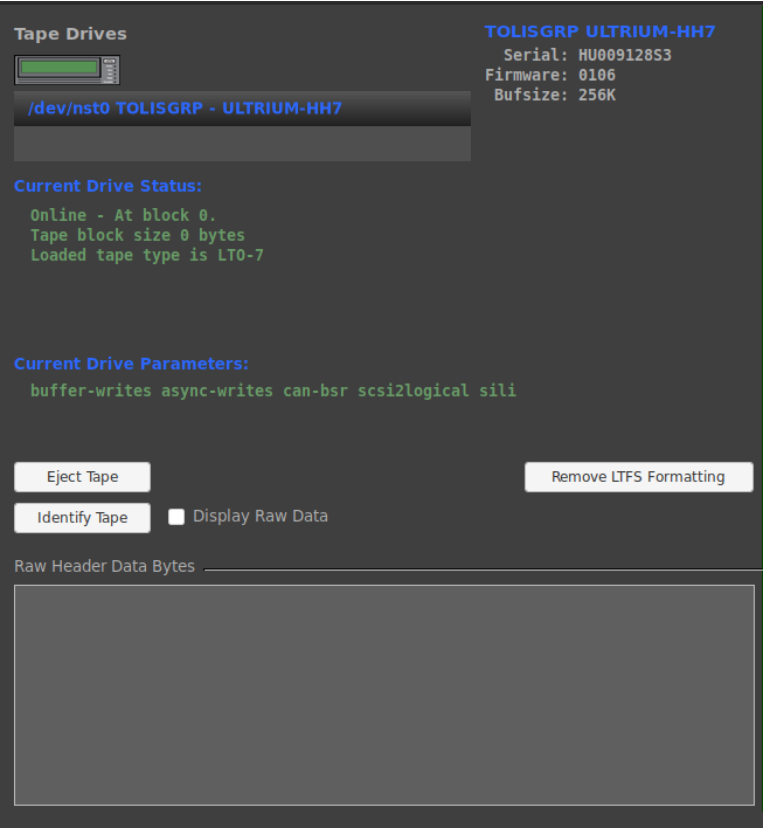 Tape Drives
/dev/nst0 TOLISGRP - ULTRIUM-HH7
TOLISGRP ULTRIUM-HH7
Serial: HU009128S3
Firmware: 0106
Bufsize: 256K
Current Drive Status:
Online - At block 0.
Tape block size 0 bytes
Loaded tape type is LTO-7
Current Drive Parameters:
buffer-writes async-writes can-bsr scsi2logical sili
Eject Tape
Remove LTFS Formatting
Identify Tape
Display Raw Data
Raw Header Data Bytes